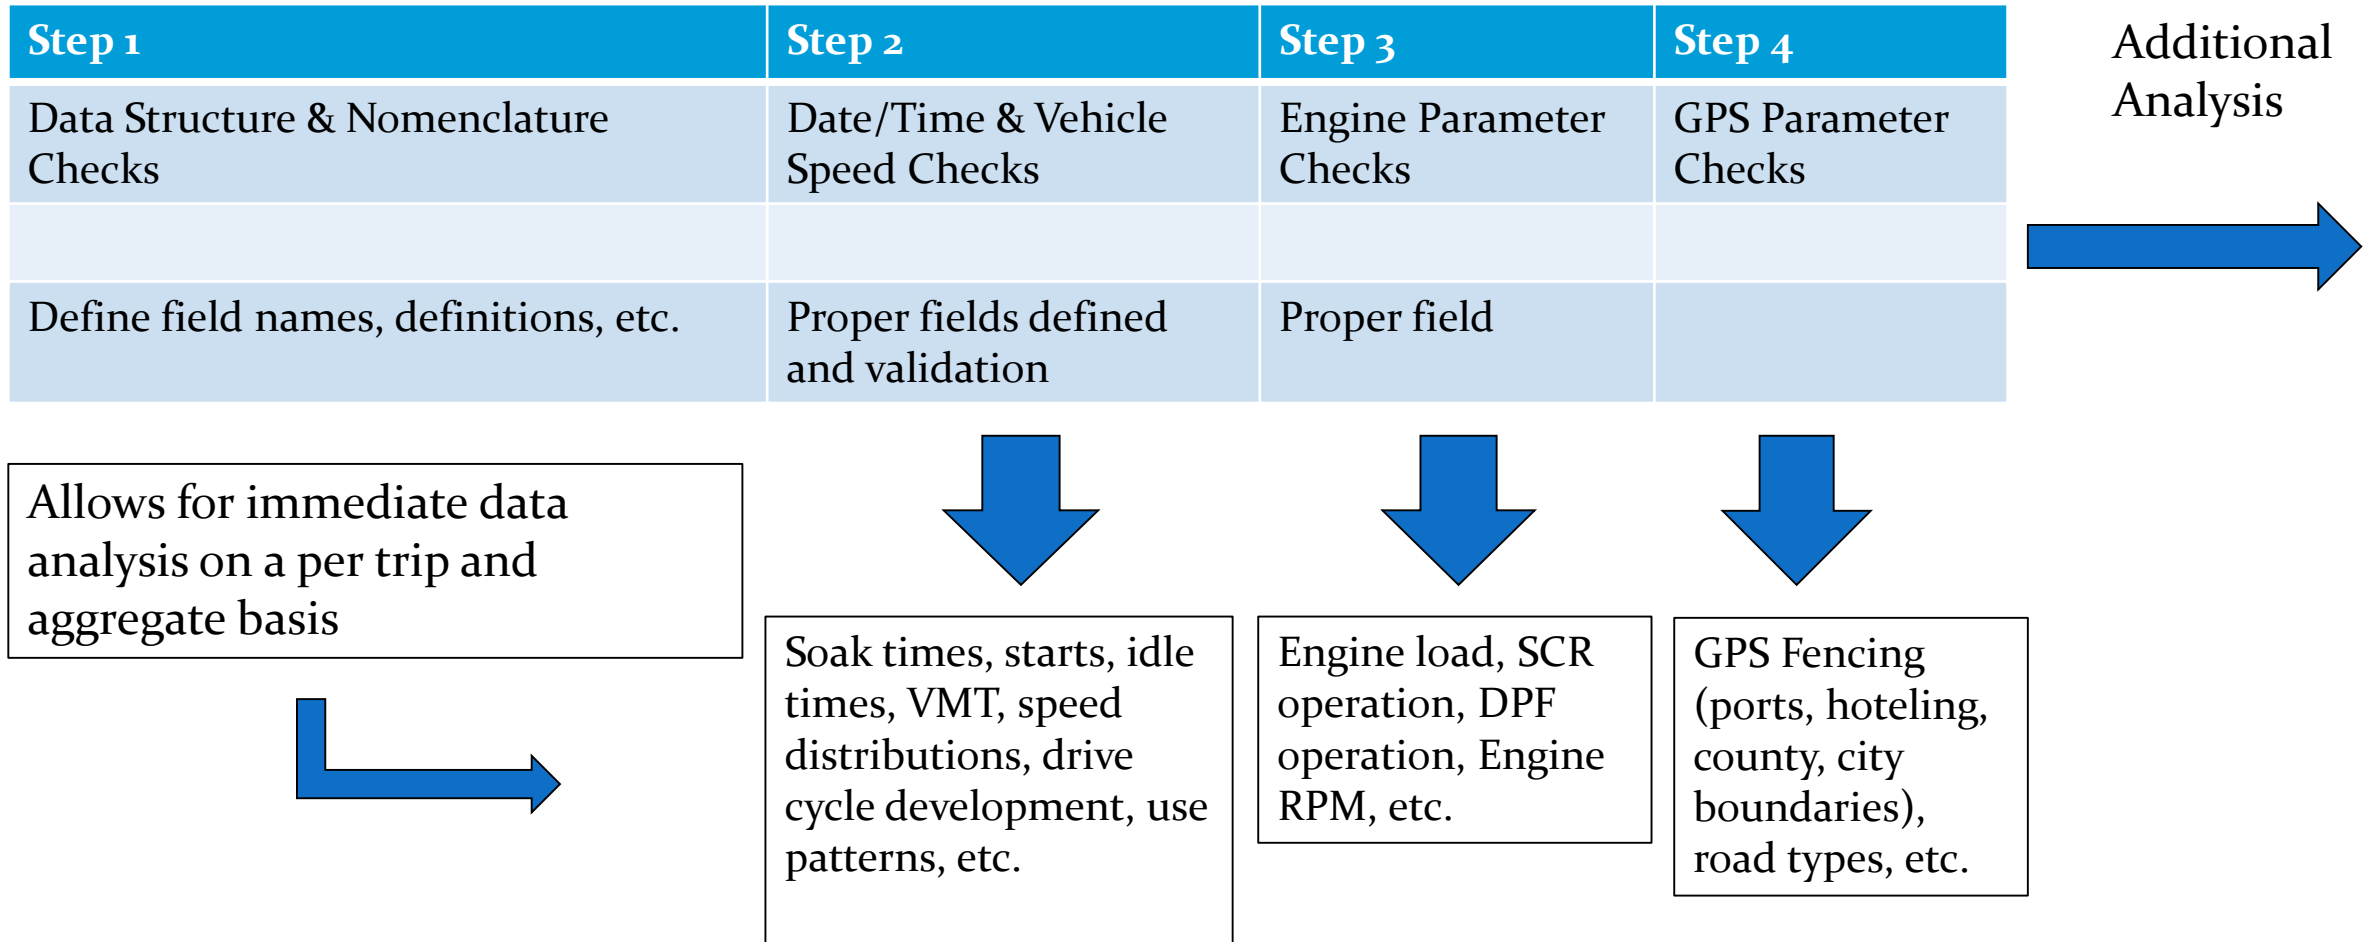 Step 1
Step 2
Step 3
Step 4
Additional
Analysis
Data Structure & Nomenclature
Checks
Date/Time & Vehicle
Speed Checks
Engine Parameter
Checks
GPS Parameter
Checks
Define field names, definitions, etc.
Proper fields defined
and validation
Proper field
Allows for immediate data
analysis on a per trip and
aggregate basis
Soak times, starts, idle
times, VMT, speed
distributions, drive
cycle development, use
patterns, etc.
Engine load, SCR
operation, DPF
operation, Engine
RPM, etc.
GPS Fencing
(ports, hoteling,
county, city
boundaries),
road types, etc.